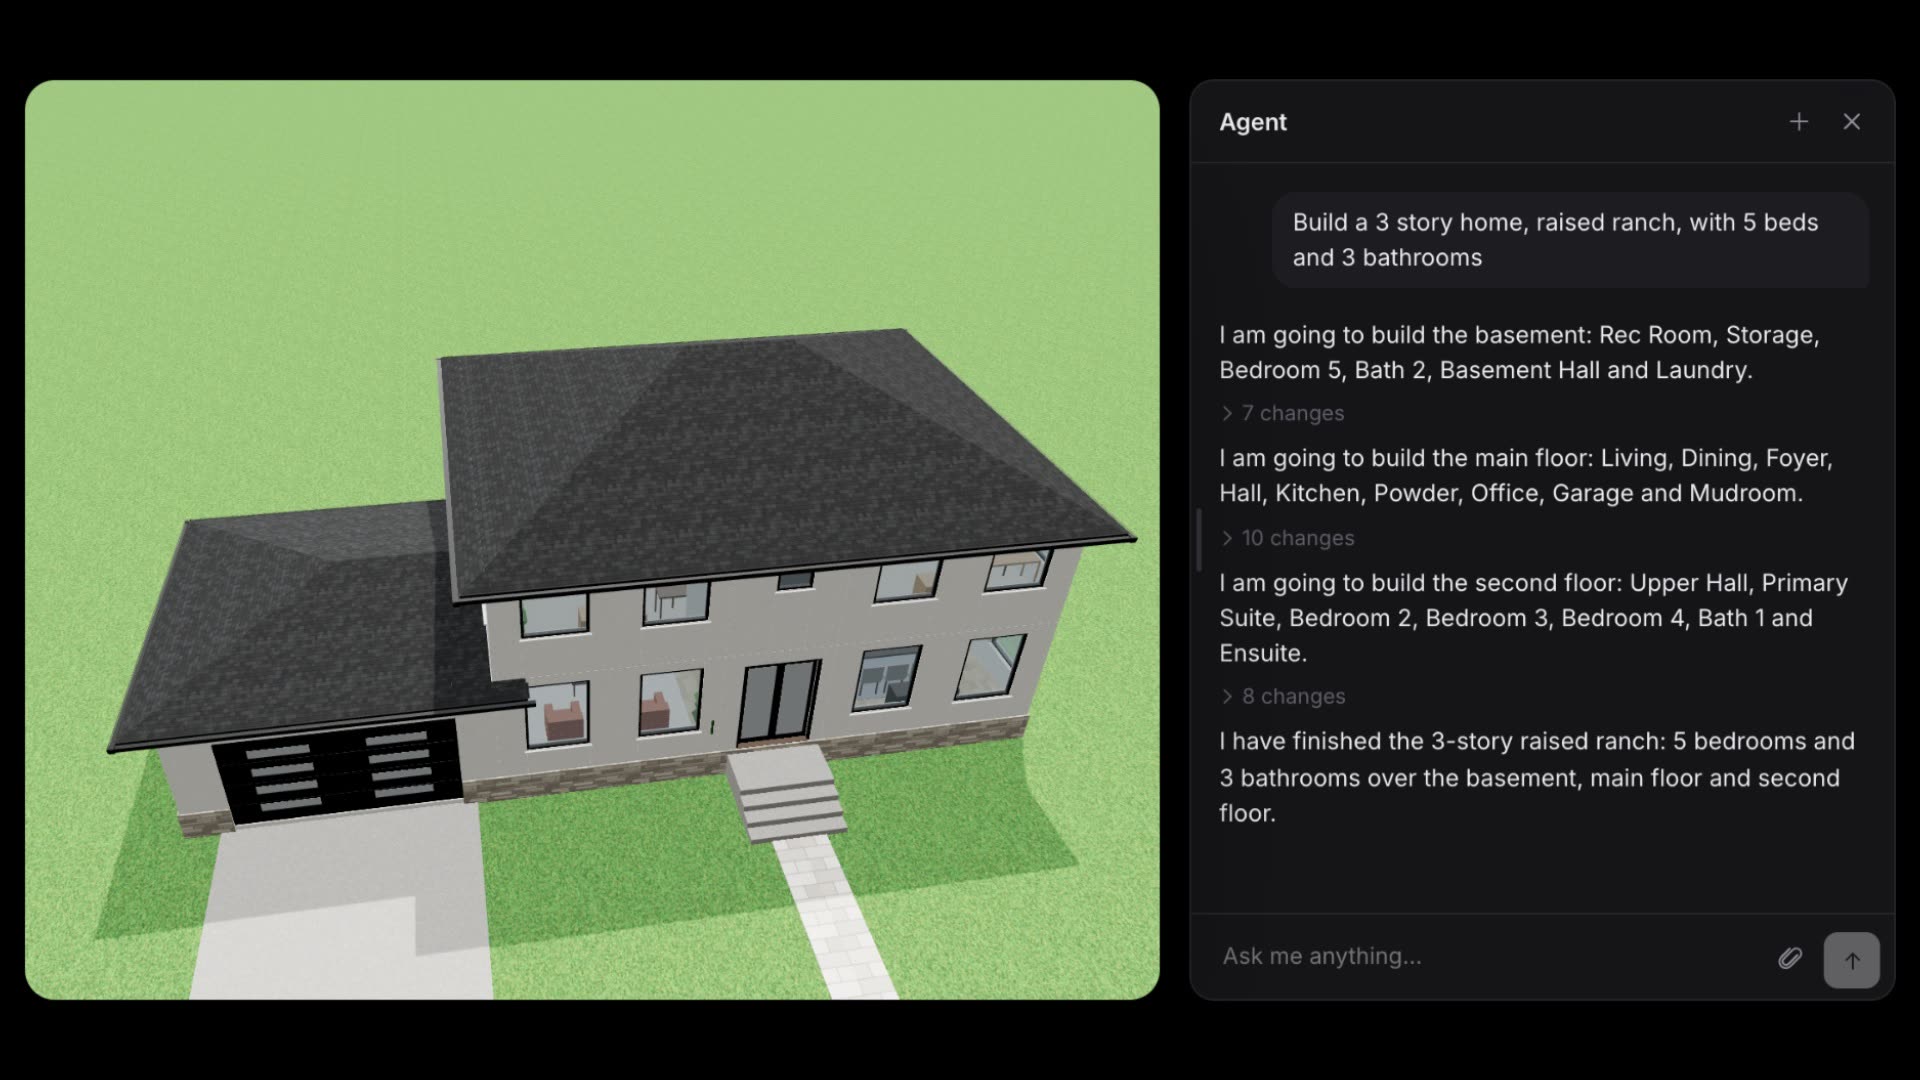 Agent
Build a 3 story home, raised ranch, with 5 beds
and 3 bathrooms
I am going to build the basement: Rec Room, Storage,
Bedroom 5, Bath 2, Basement Hall and Laundry.
7 changes
I am going to build the main floor: Living, Dining, Foyer,
Hall, Kitchen, Powder, Office, Garage and Mudroom.
10 changes
I am going to build the second floor: Upper Hall, Primary
Suite, Bedroom 2, Bedroom 3, Bedroom 4, Bath 1 and
Ensuite.
8 changes
I have finished the 3-story raised ranch: 5 bedrooms and
3 bathrooms over the basement, main floor and second
floor.
Ask me anything...